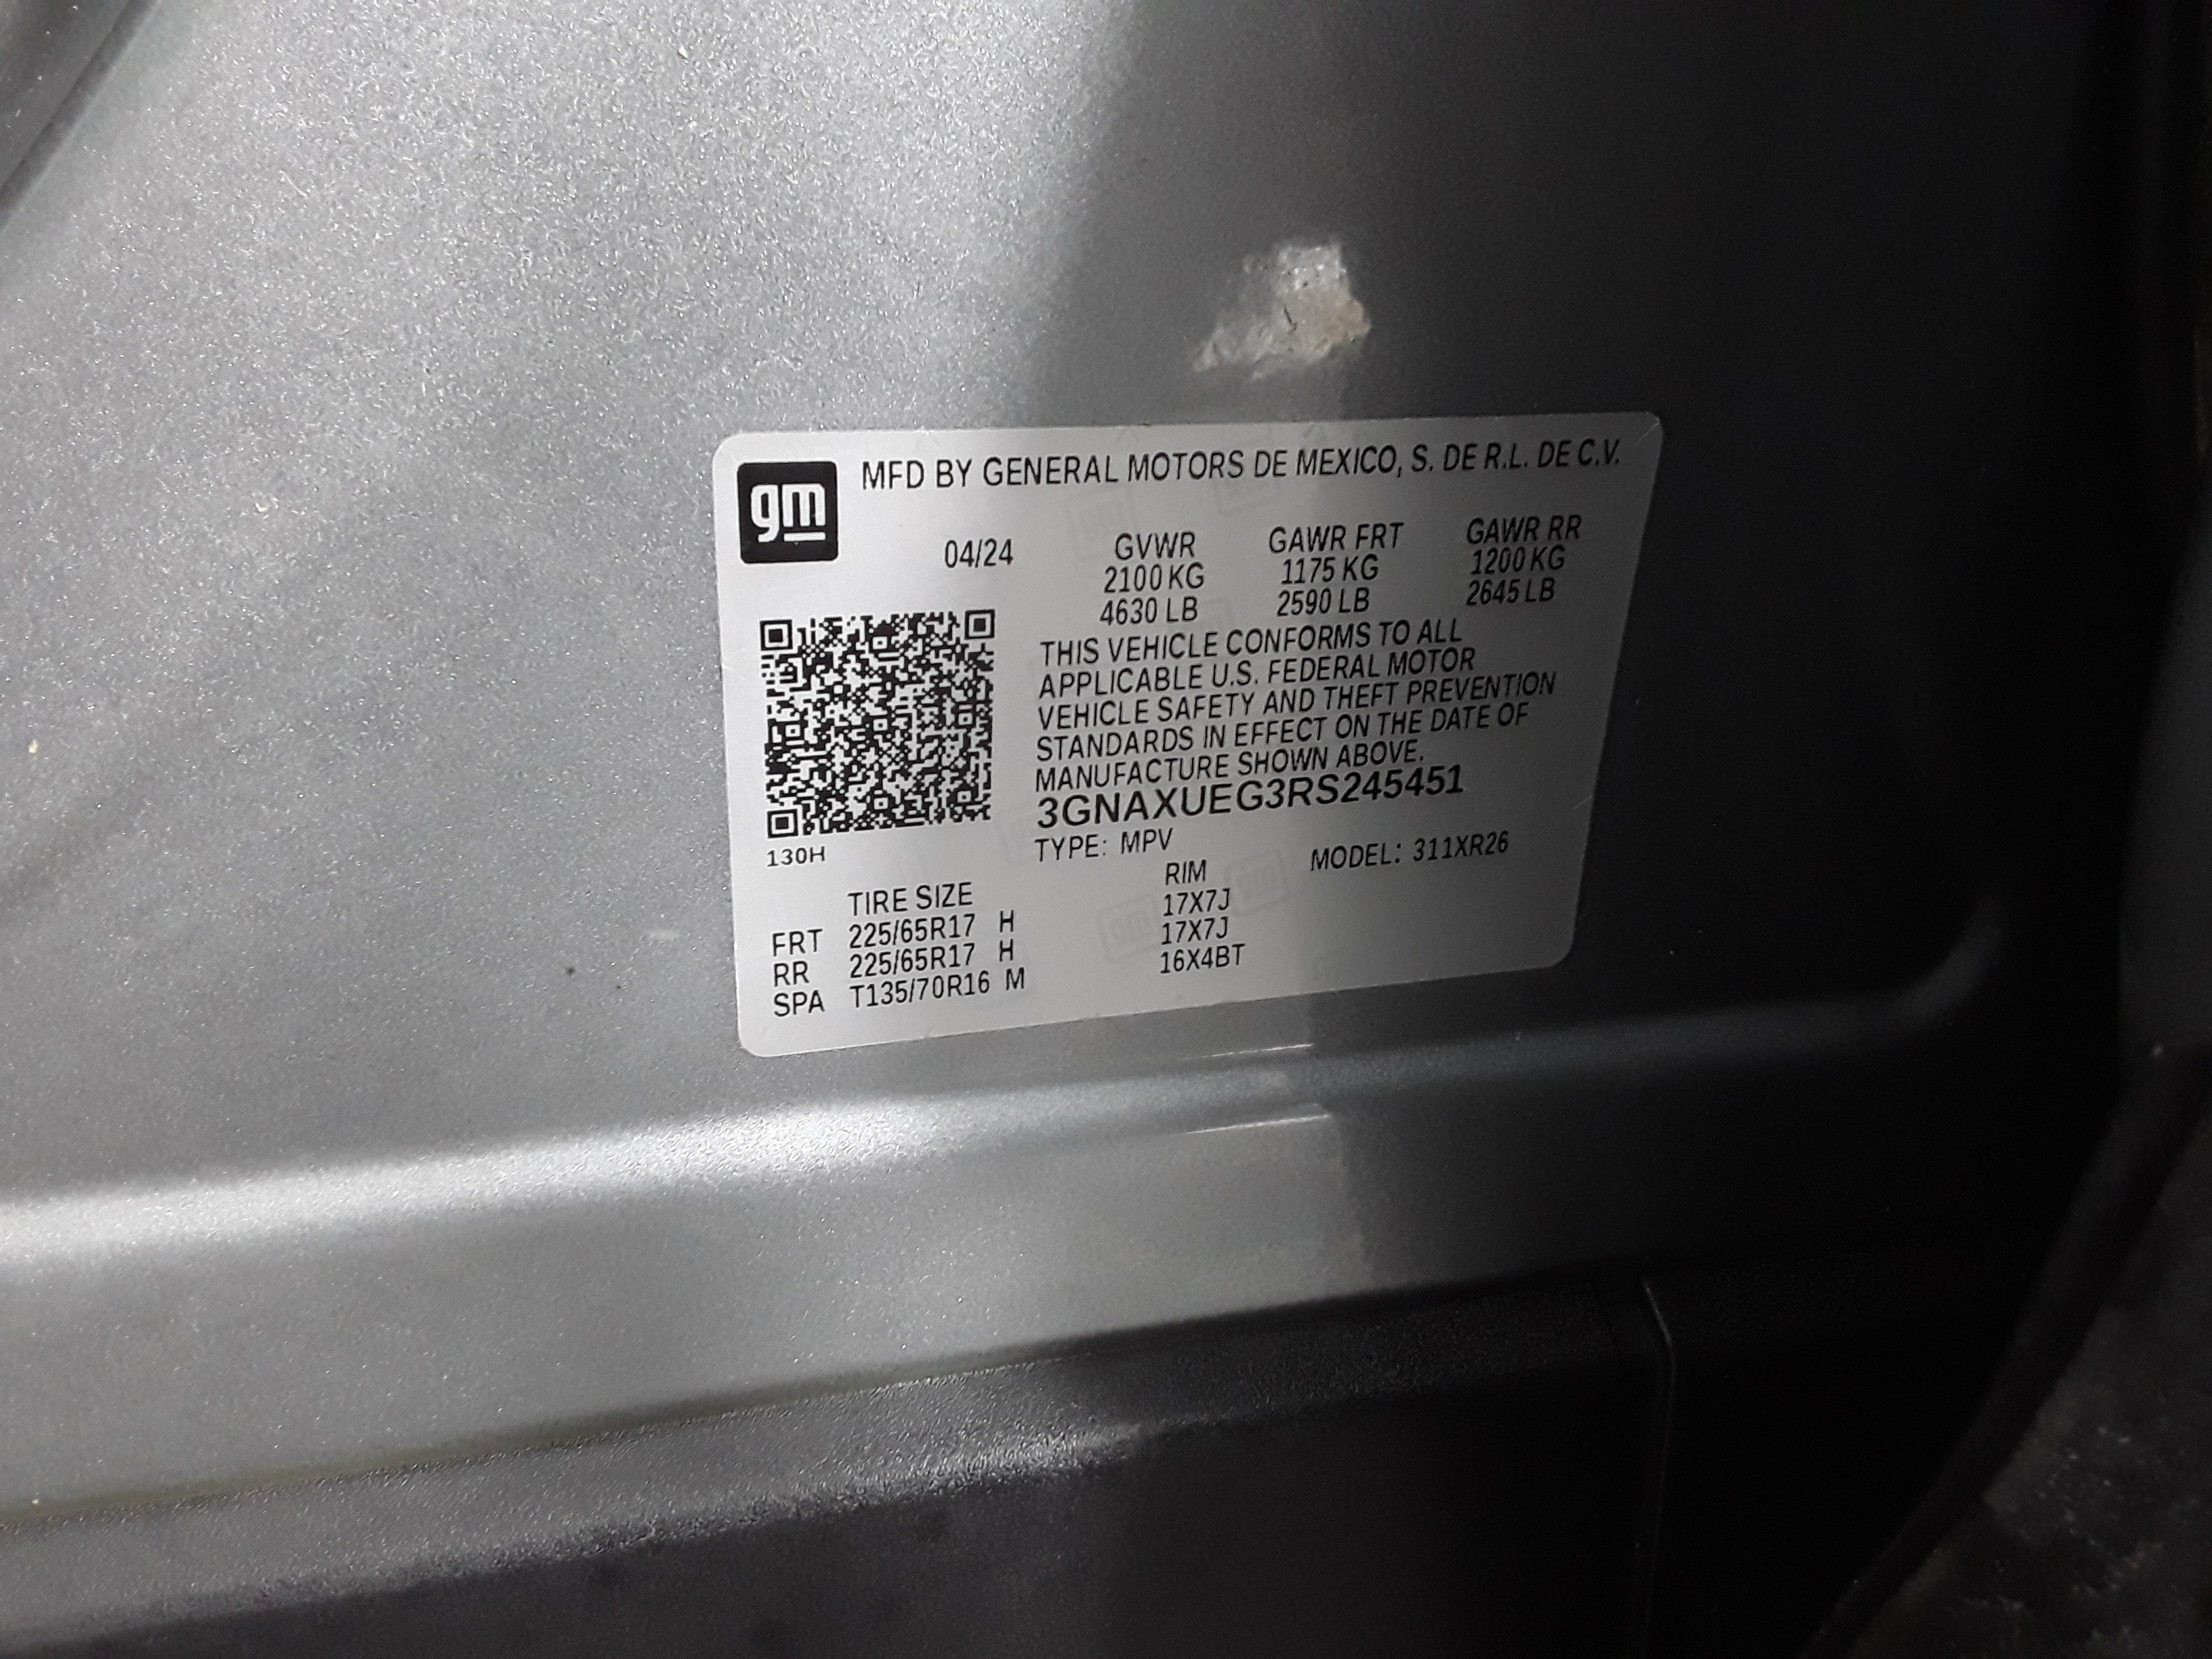 gm
MFD BY GENERAL MOTORS DE MEXICO, S. DE R.L. DE C.V.
04/24 GVWR GAWR FRT GAWR RR
2100 KG 1175 KG 1200 KG
4630 LB 2590 LB 2645 LB
THIS VEHICLE CONFORMS TO ALL
APPLICABLE U.S. FEDERAL MOTOR
VEHICLE SAFETY AND THEFT PREVENTION
STANDARDS IN EFFECT ON THE DATE OF
MANUFACTURE SHOWN ABOVE.
3GNAXUEG3RS245451
130H
TYPE: MPV MODEL: 311XR26
TIRE SIZE RIM
FRT 225/65R17 H 17X7J
RR 225/65R17 H 17X7J
SPA T135/70R16 M 16X4BT